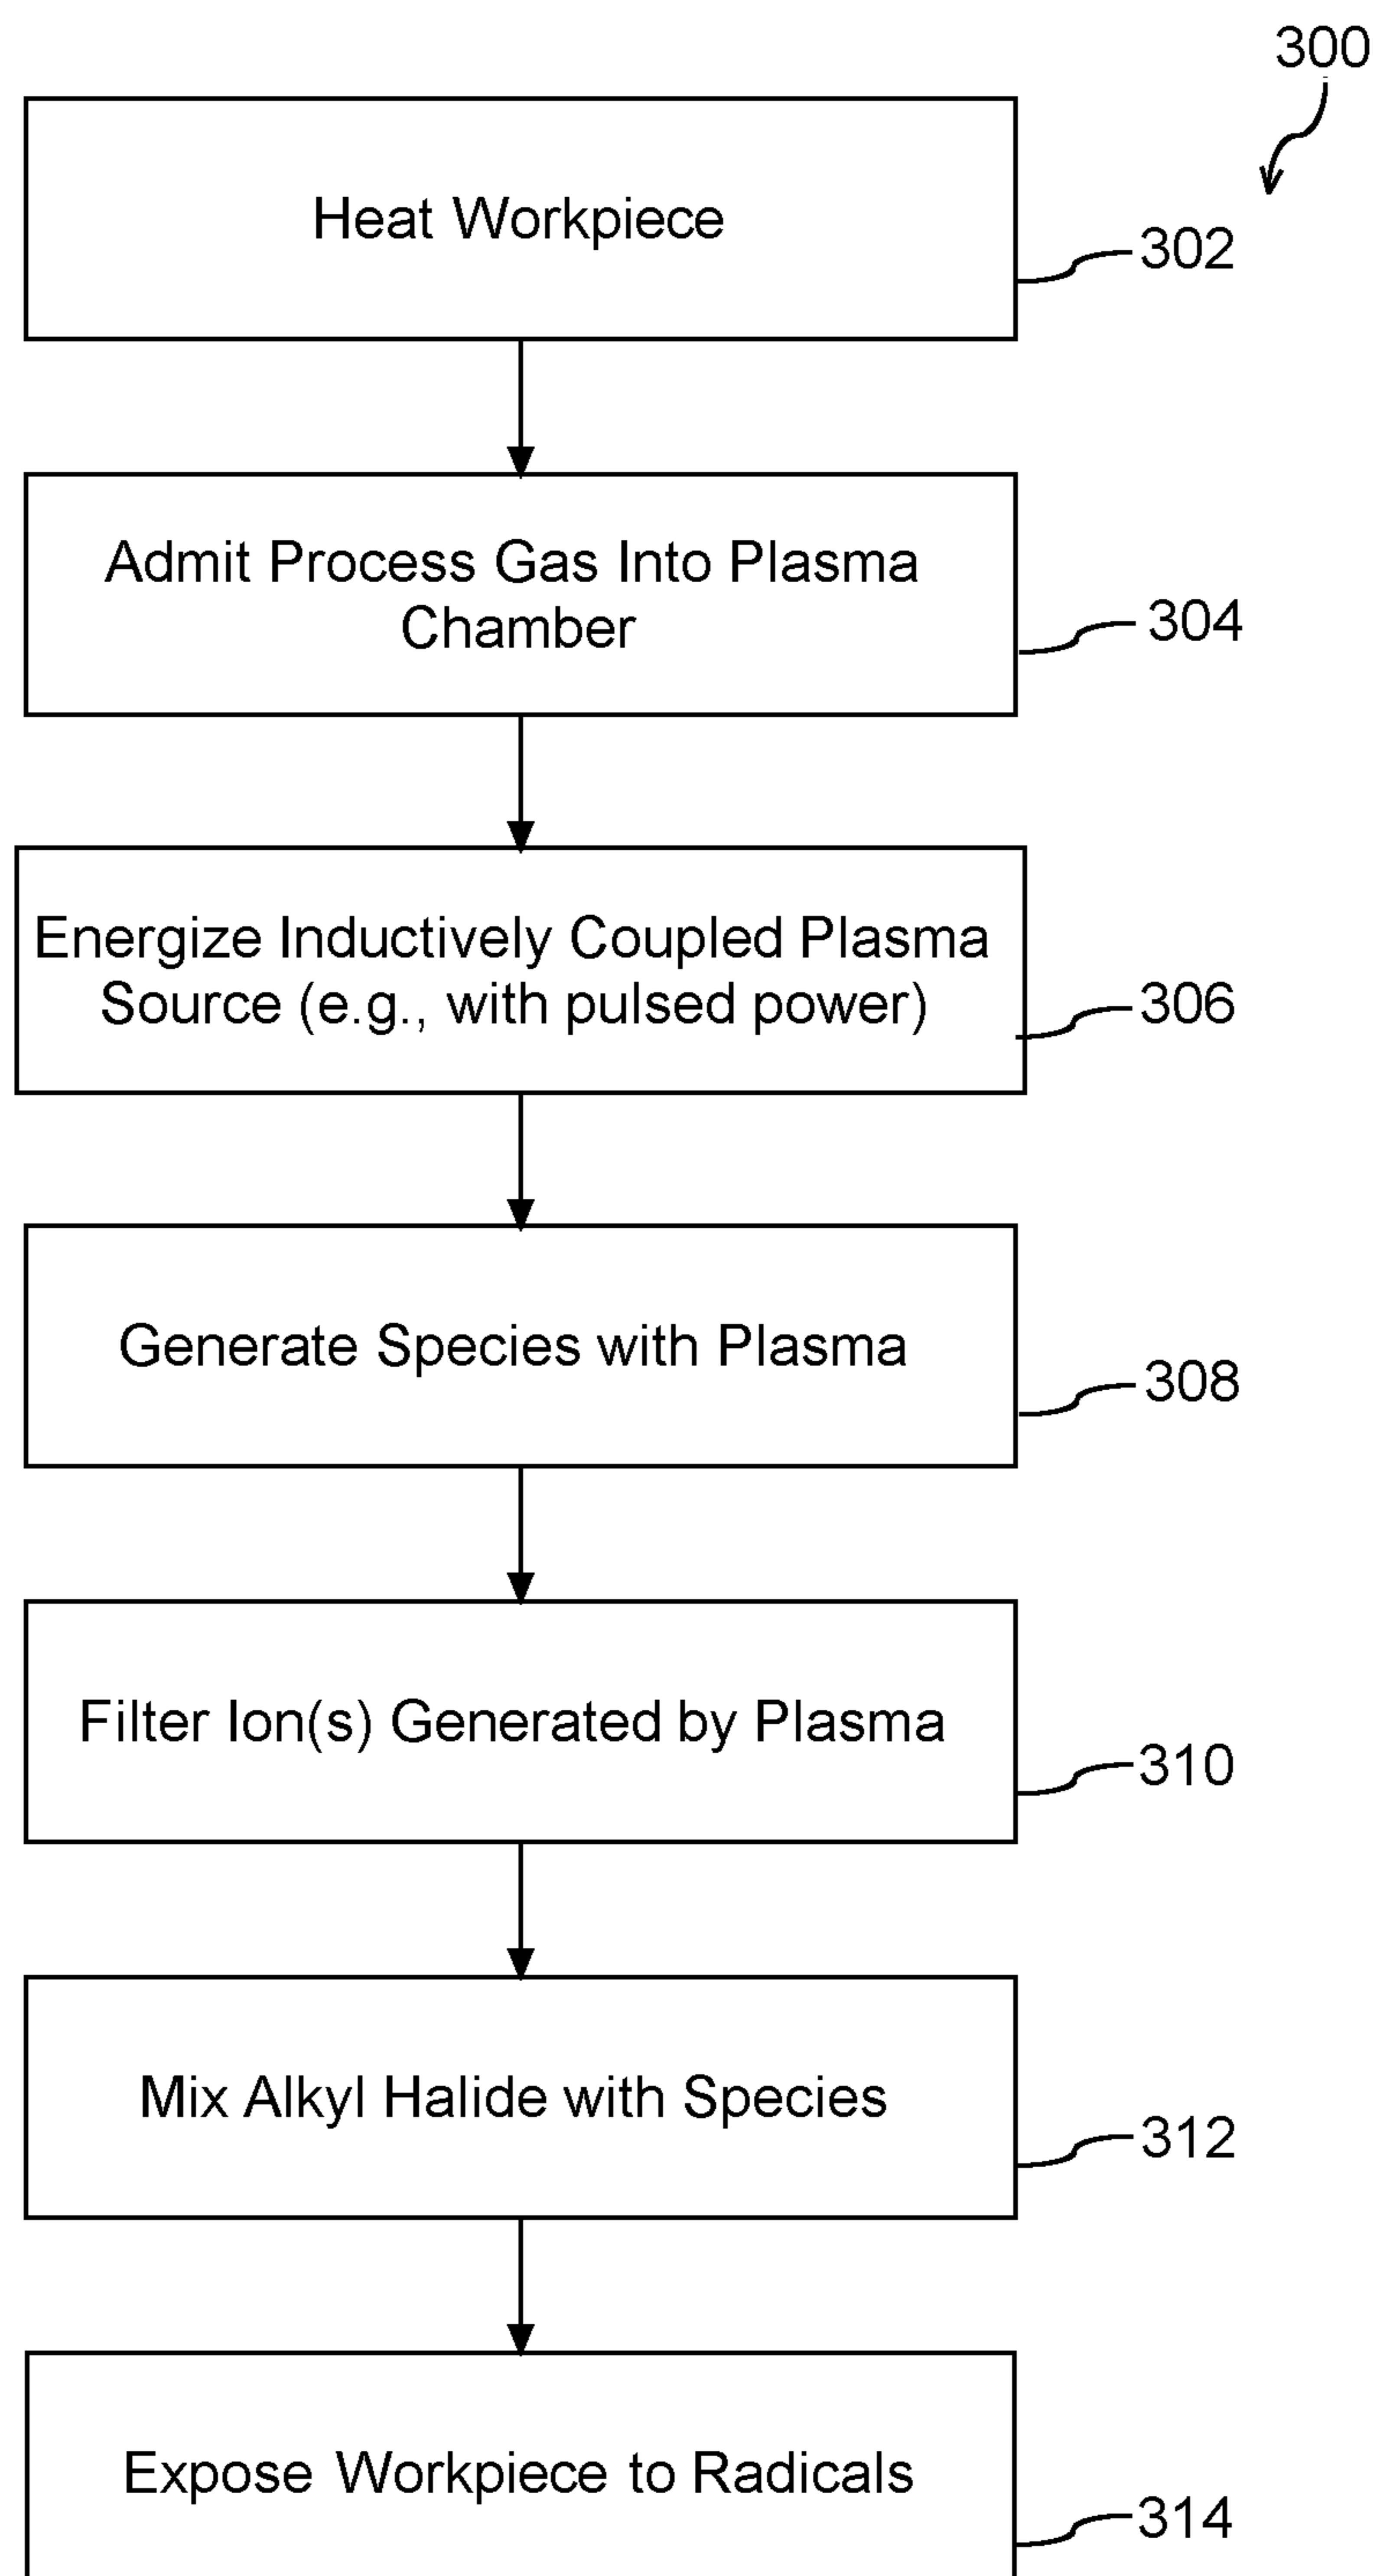 300
Heat Workpiece
302
Admit Process Gas Into Plasma
Chamber
304
Energize Inductively Coupled Plasma
Source (e.g., with pulsed power)
306
Generate Species with Plasma
308
Filter Ion(s) Generated by Plasma
310
Mix Alkyl Halide with Species
312
Expose Workpiece to Radicals
314